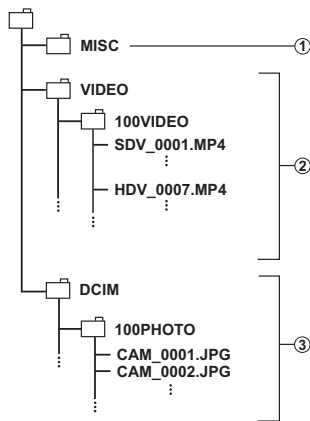 MISC ①
VIDEO
100VIDEO
SDV_0001.MP4
②
HDV_0007.MP4
DCIM
100PHOTO
③
CAM_0001.JPG
CAM_0002.JPG